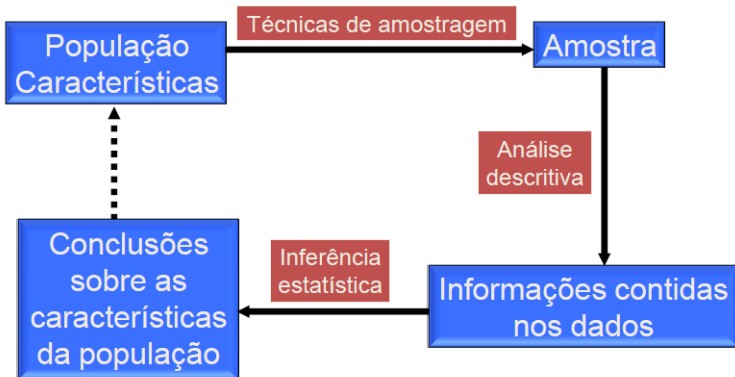 População
Características
Técnicas de amostragem
Amostra
Análise
descritiva
Informações contidas
nos dados
Inferência
estatística
Conclusões
sobre as
características
da população